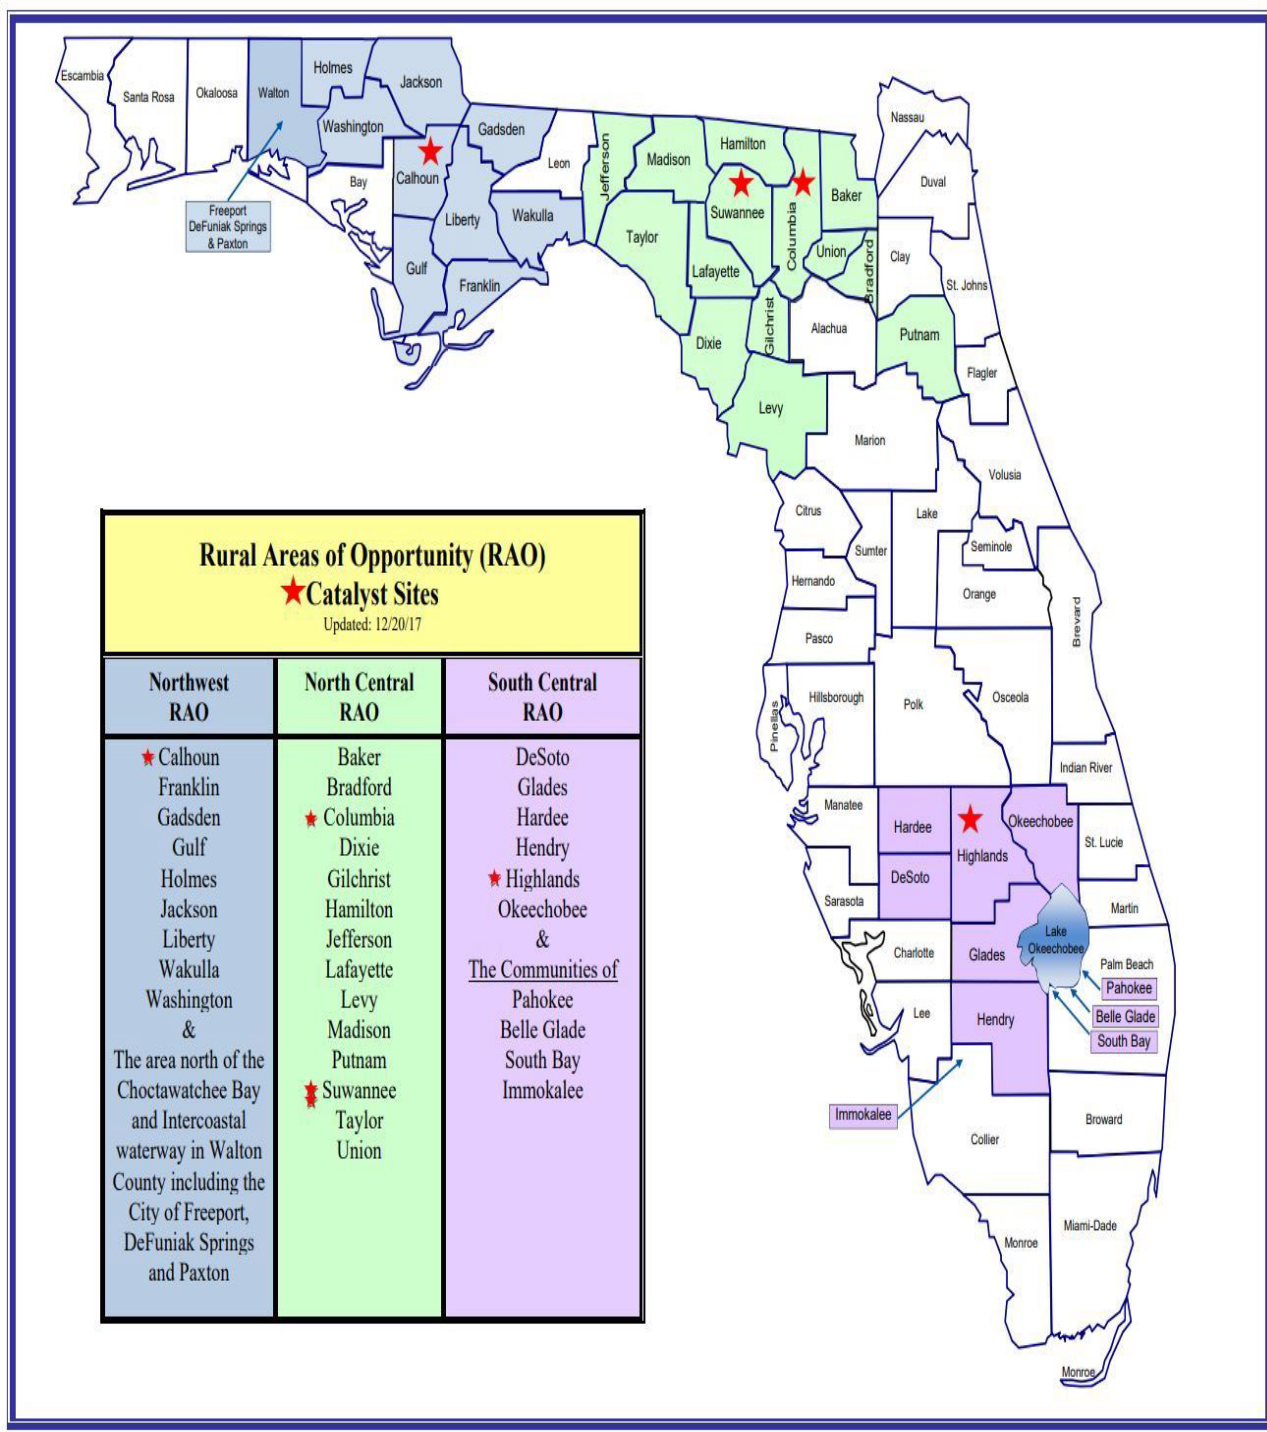 Escambia
Santa Rosa
Okaloosa
Walton
Holmes
Jackson
Washington
Gadsden
Calhoun
Bay
Liberty
Leon
Wakulla
Gulf
Franklin
Freeport
DeFuniak Springs
& Paxton
Jefferson
Madison
Hamilton
Suwannee
Columbia
Baker
Nassau
Duval
Taylor
Lafayette
Union
Bradford
Clay
St. Johns
Dixie
Gilchrist
Alachua
Putnam
Flagler
Levy
Marion
Volusia
Citrus
Sumter
Lake
Seminole
Hernando
Orange
Pasco
Brevard
Pinellas
Hillsborough
Polk
Osceola
Indian River
Manatee
Hardee
Highlands
Okeechobee
St. Lucie
DeSoto
Sarasota
Martin
Charlotte
Glades
Lake
Okeechobee
Palm Beach
Pahokee
Belle Glade
South Bay
Lee
Hendry
Immokalee
Collier
Broward
Miami-Dade
Monroe
Monroe
Rural Areas of Opportunity (RAO)
Catalyst Sites
Updated: 12/20/17
Northwest
RAO
Calhoun
Franklin
Gadsden
Gulf
Holmes
Jackson
Liberty
Wakulla
Washington
&
The area north of the
Choctawatchee Bay
and Intercoastal
waterway in Walton
County including the
City of Freeport,
DeFuniak Springs
and Paxton
North Central
RAO
Baker
Bradford
Columbia
Dixie
Gilchrist
Hamilton
Jefferson
Lafayette
Levy
Madison
Putnam
Suwannee
Taylor
Union
South Central
RAO
DeSoto
Glades
Hardee
Hendry
Highlands
Okeechobee
&
The Communities of
Pahokee
Belle Glade
South Bay
Immokalee